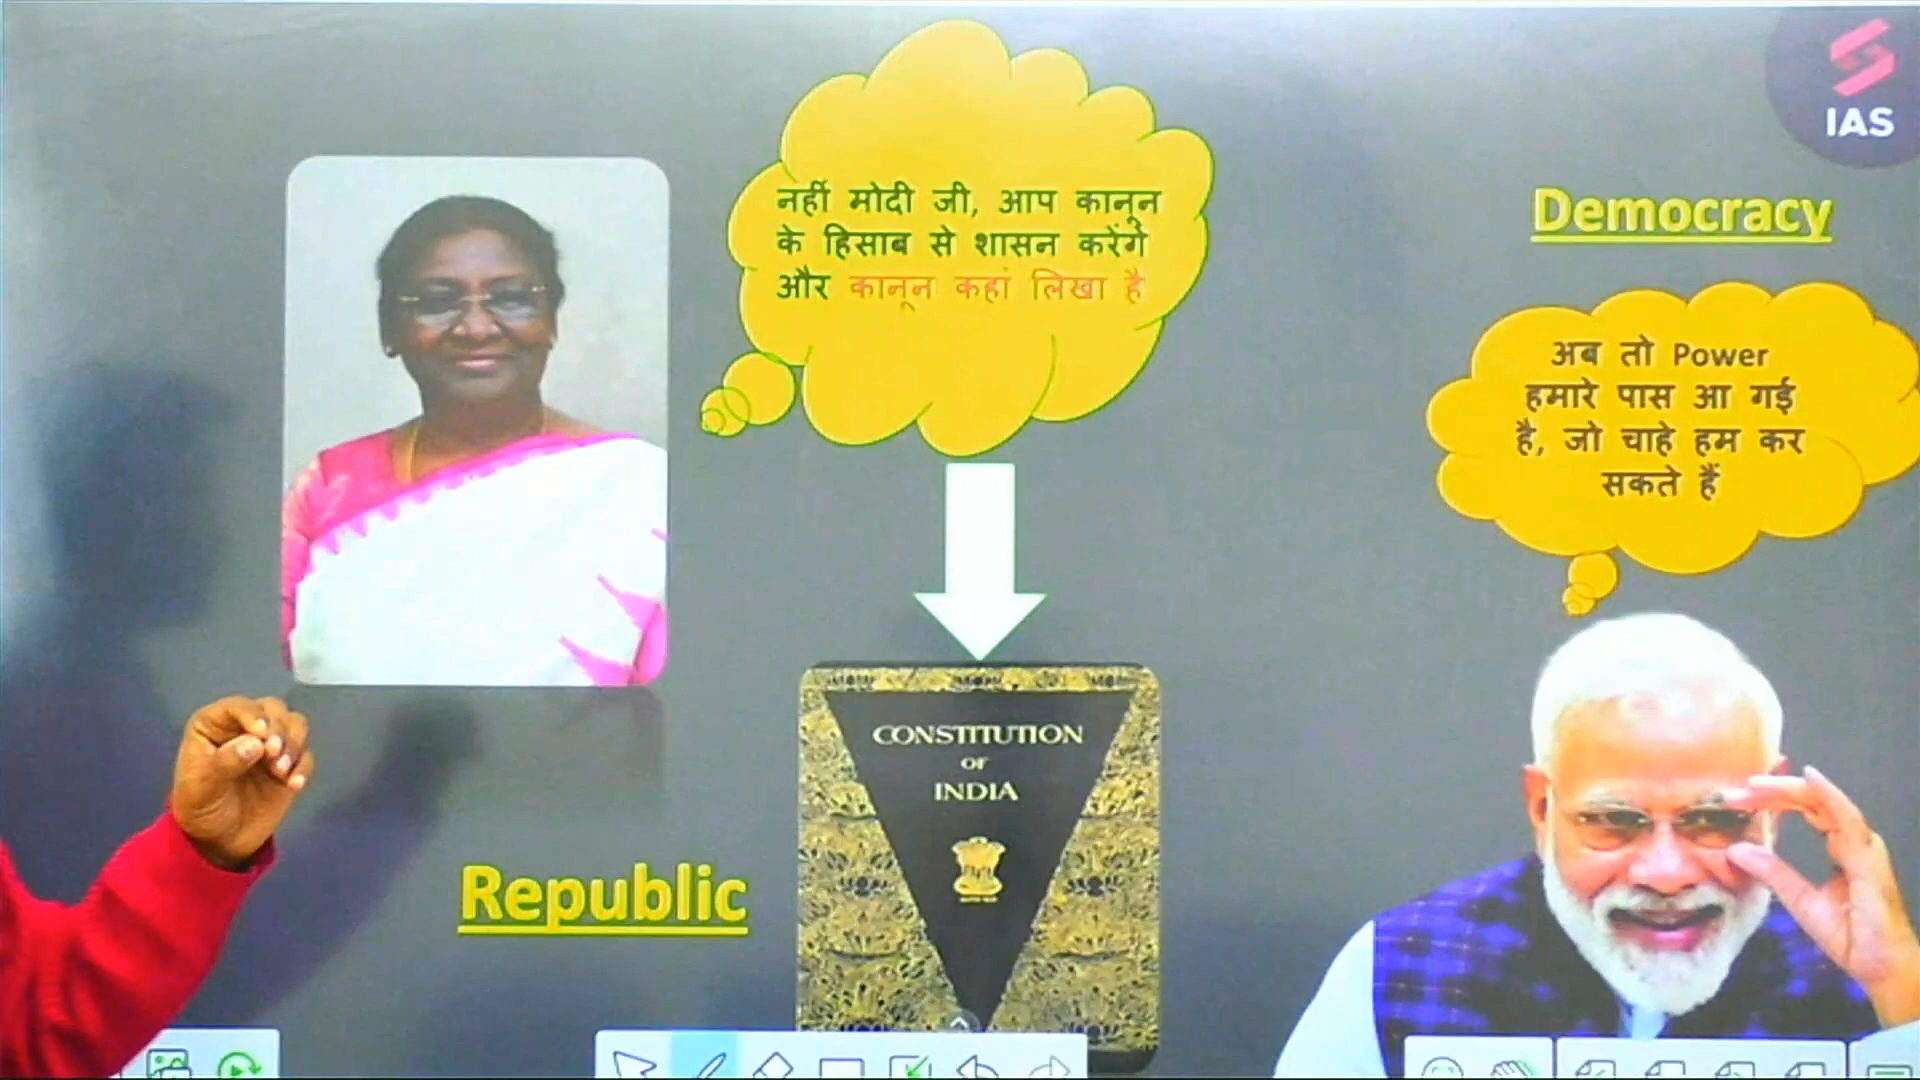 IAS
नहीं मोदी जी, आप कानून
के हिसाब से शासन करेंगे
और कानून कहां लिखा है
Democracy
अब तो Power
हमारे पास आ गई
है, जो चाहे हम कर
सकते हैं
CONSTITUTION
OF
INDIA
Republic